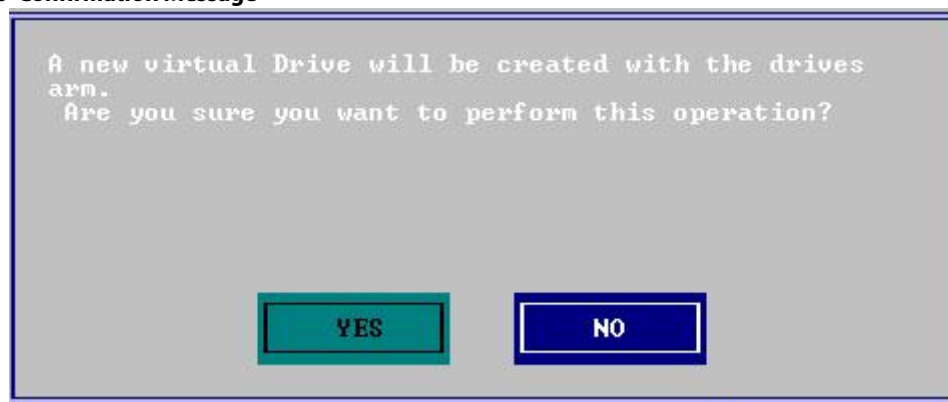 Confirmation Message
A new virtual Drive will be created with the drives
arm.
Are you sure you want to perform this operation?
YES
NO